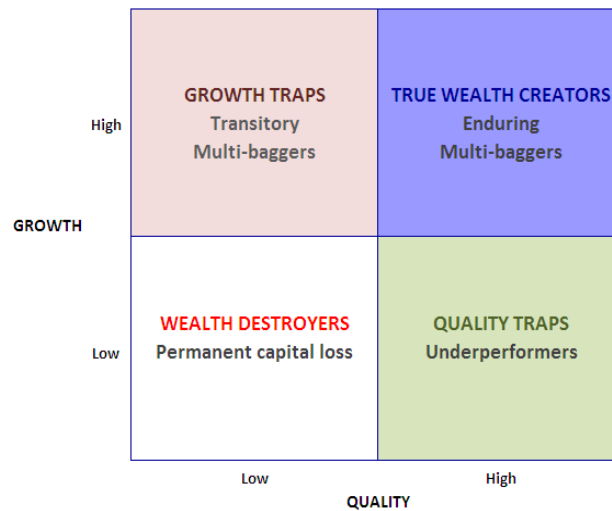 GROWTH TRAPS
Transitory
Multi-baggers
TRUE WEALTH CREATORS
Enduring
Multi-baggers
High
GROWTH
WEALTH DESTROYERS
Permanent capital loss
QUALITY TRAPS
Underperformers
Low
Low
High
QUALITY